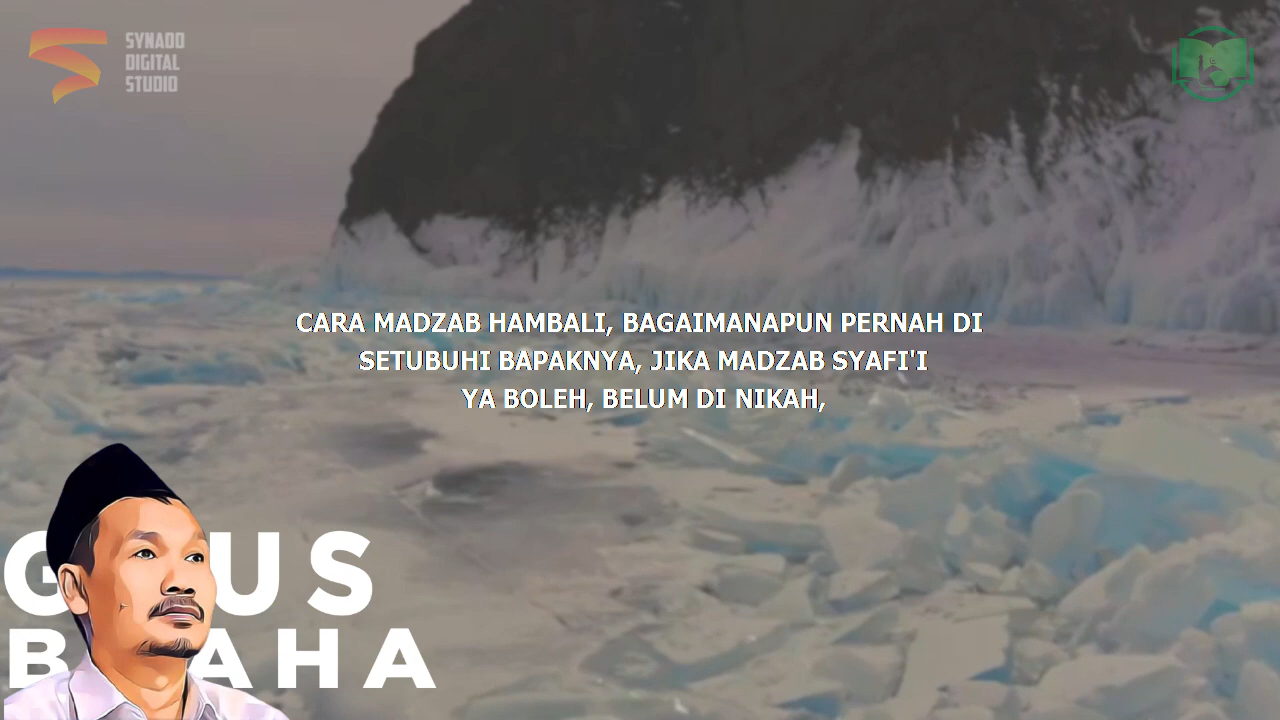 SYNADO
DIGITAL
STUDIO
CARA MADZAB HAMBALI, BAGAIMANAPUN PERNAH DI
SETUBUHI BAPAKNYA, JIKA MADZAB SYAFI'I
YA BOLEH, BELUM DI NIKAH,
GUS
BAHA